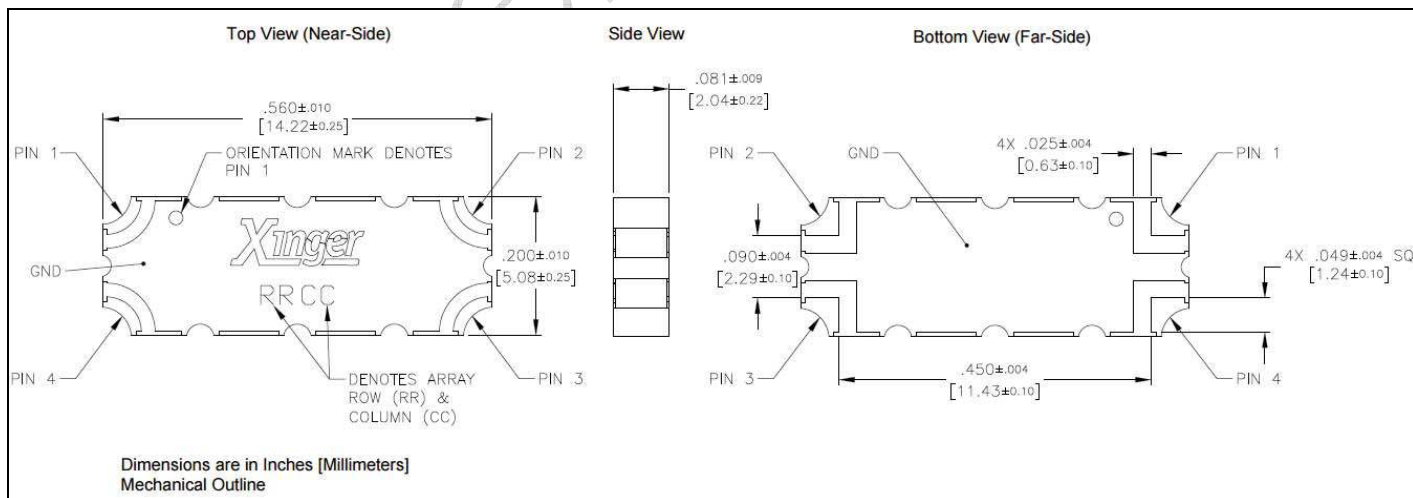 Top View (Near-Side)
.560±.010
[14.22±0.25]
PIN 1
ORIENTATION MARK DENOTES
PIN 1
PIN 2
Xinger
GND
.200±.010
[5.08±0.25]
RRCC
PIN 4
DENOTES ARRAY
ROW (RR) &
COLUMN (CC)
PIN 3
Side View
.081±.009
[2.04±0.22]
Bottom View (Far-Side)
PIN 2
GND
4X .025±.004
[0.63±0.10]
PIN 1
.090±.004
[2.29±0.10]
4X .049±.004 SQ
[1.24±0.10]
PIN 3
.450±.004
[11.43±0.10]
PIN 4
Dimensions are in Inches [Millimeters]
Mechanical Outline